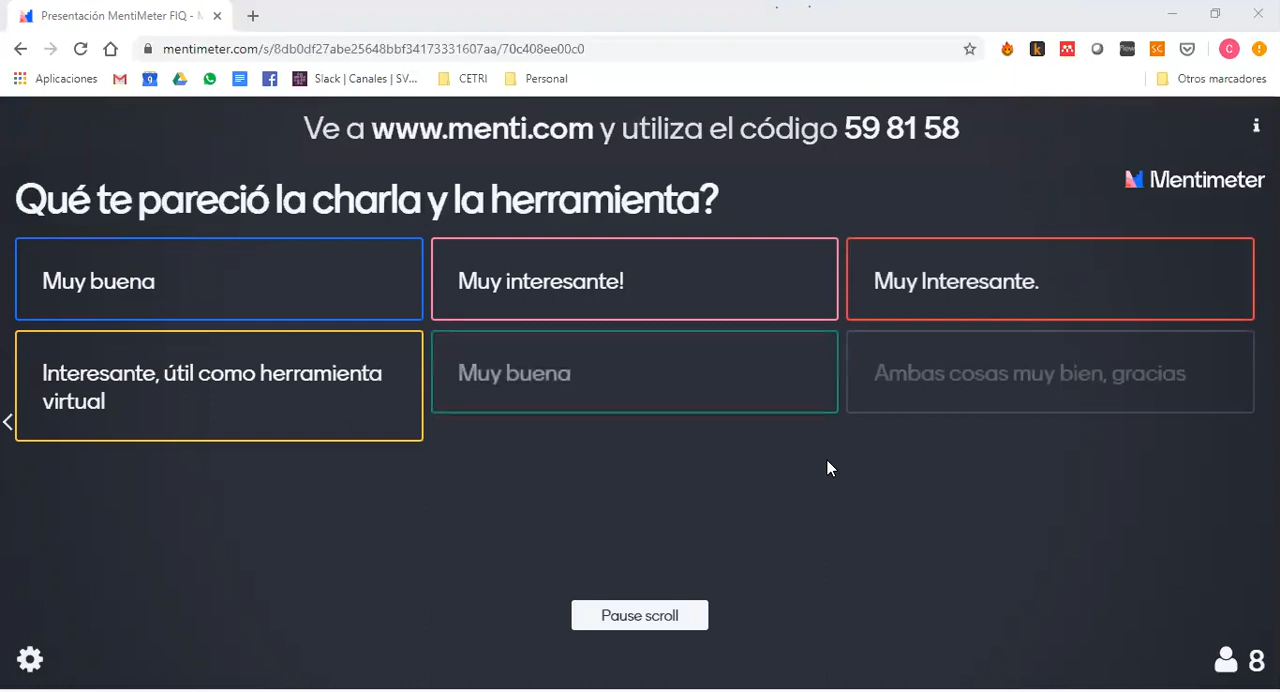 Presentación MentiMeter FIQ - M
mentimeter.com/s/8db0df27abe25648bbf34173331607aa/70c408ee00c0
Aplicaciones
Slack | Canales | SV...
CETRI
Personal
Otros marcadores
Ve a www.menti.com y utiliza el código 59 81 58
Mentimeter
Qué te pareció la charla y la herramienta?
Muy buena
Muy interesante!
Muy Interesante.
Interesante, útil como herramienta
virtual
Muy buena
Ambas cosas muy bien, gracias
Pause scroll
8